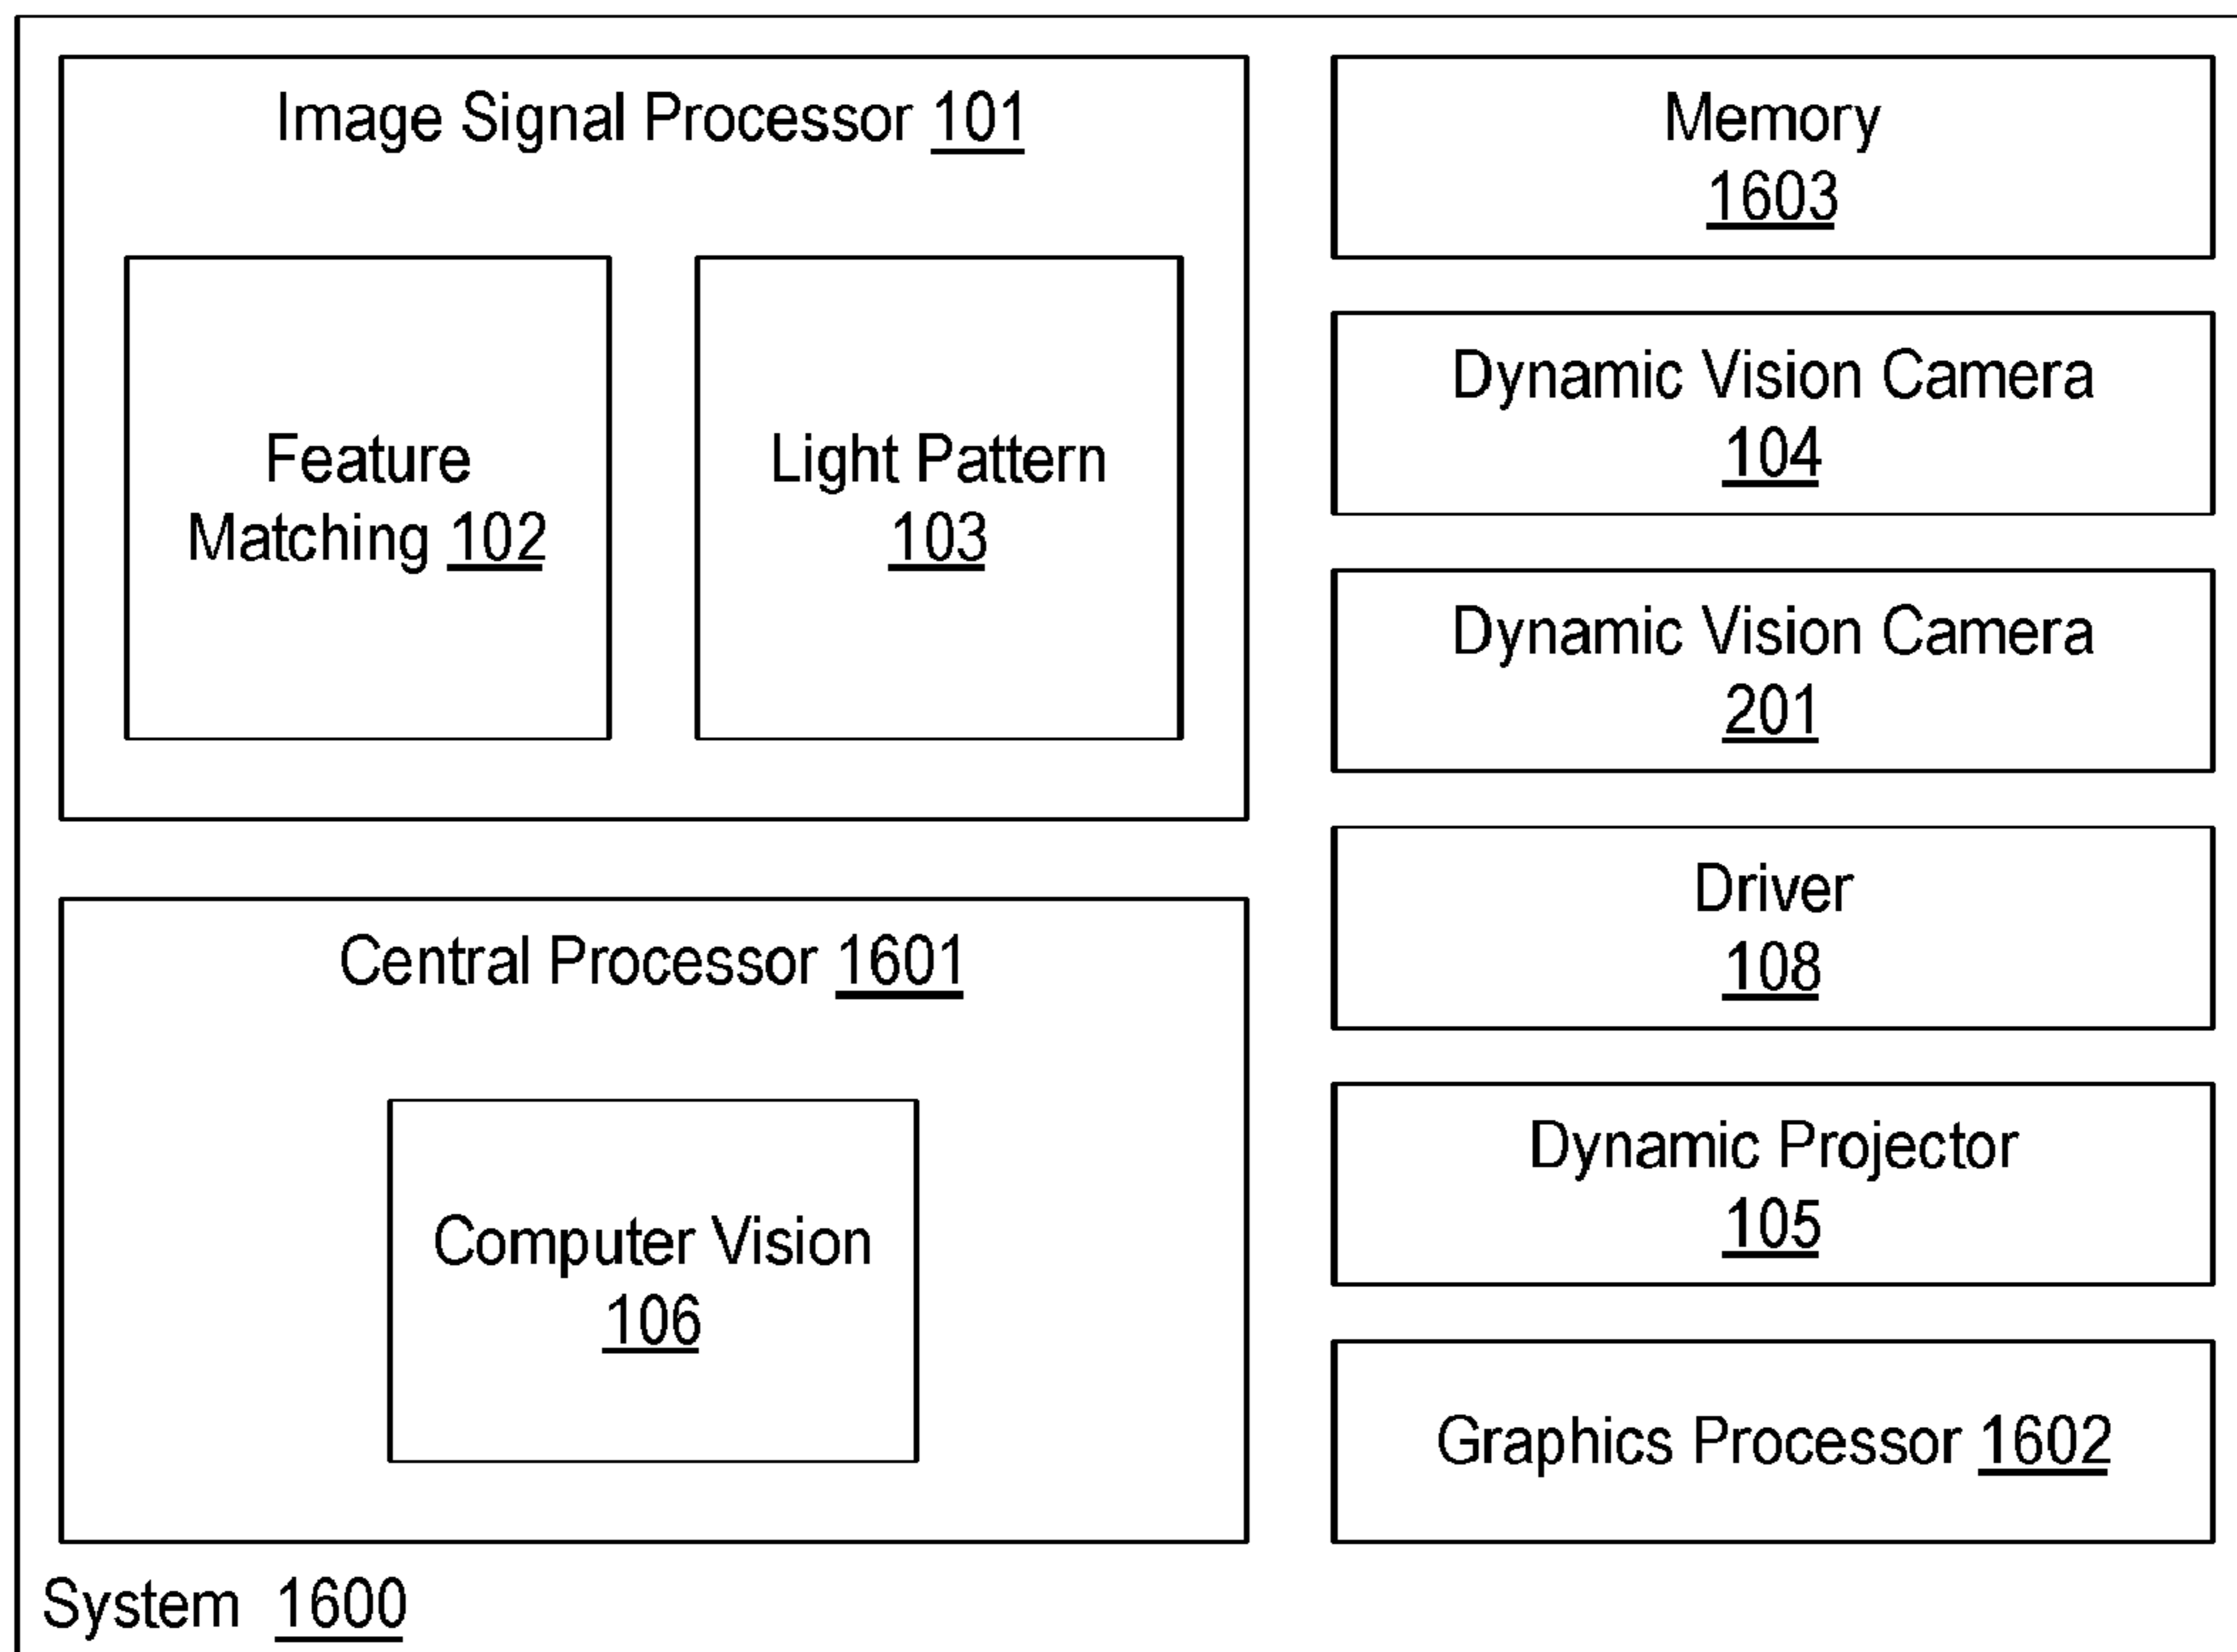 Image Signal Processor 101
Feature
Matching 102
Light Pattern
103
Central Processor 1601
Computer Vision
106
Memory
1603
Dynamic Vision Camera
104
Dynamic Vision Camera
201
Driver
108
Dynamic Projector
105
Graphics Processor 1602
System 1600